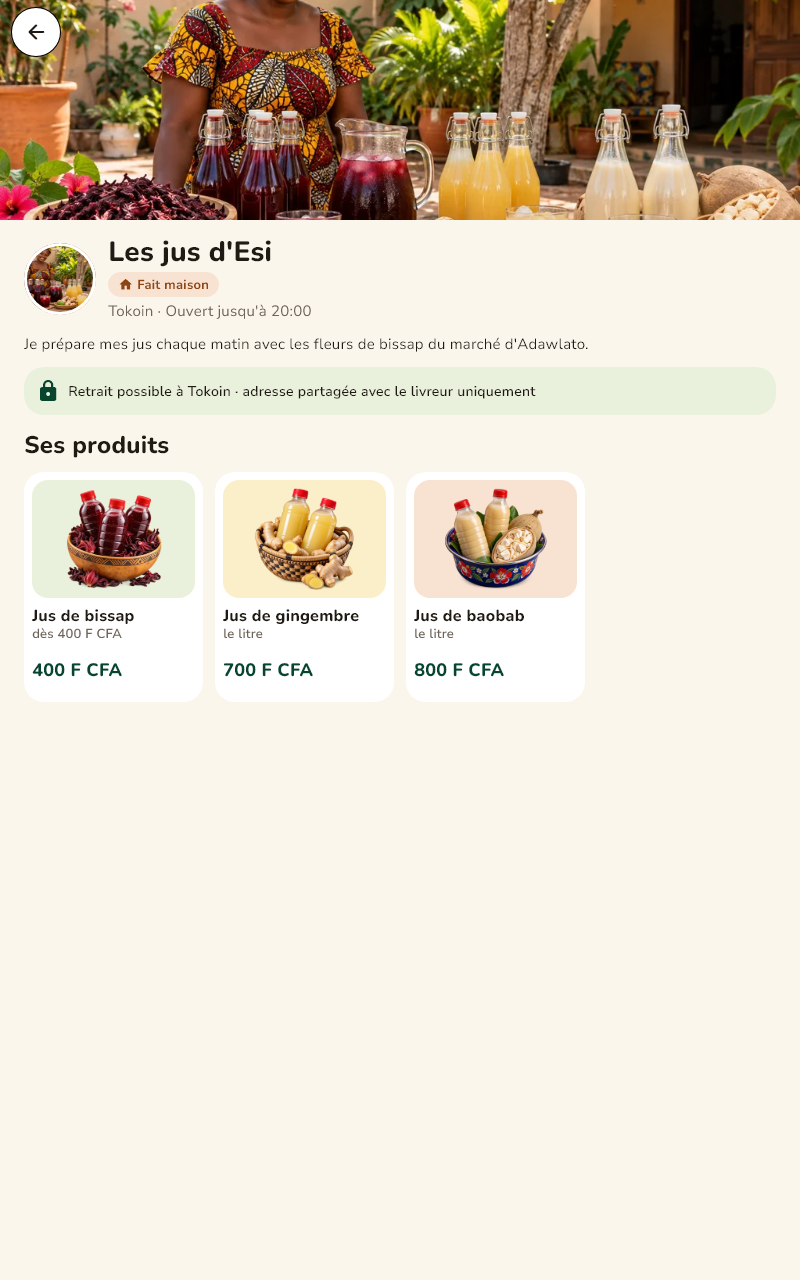 Les jus d'Esi
Fait maison
Tokoin · Ouvert jusqu'à 20:00
Je prépare mes jus chaque matin avec les fleurs de bissap du marché d'Adawlato.
Retrait possible à Tokoin · adresse partagée avec le livreur uniquement
Ses produits
Jus de bissap
dès 400 F CFA
400 F CFA
Jus de gingembre
le litre
700 F CFA
Jus de baobab
le litre
800 F CFA